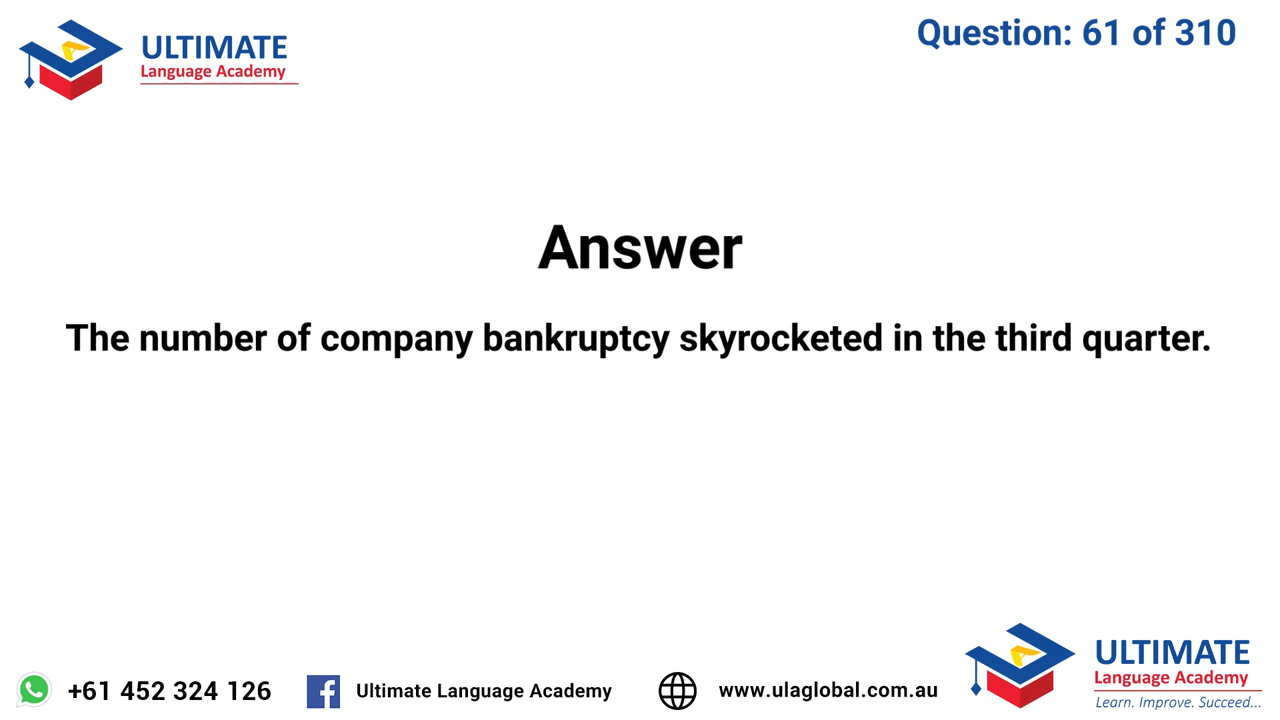 ULTIMATE
Language Academy
Question: 61 of 310
Answer
The number of company bankruptcy skyrocketed in the third quarter.
+61 452 324 126
Ultimate Language Academy
www.ulaglobal.com.au
ULTIMATE
Language Academy
Learn. Improve. Succeed...